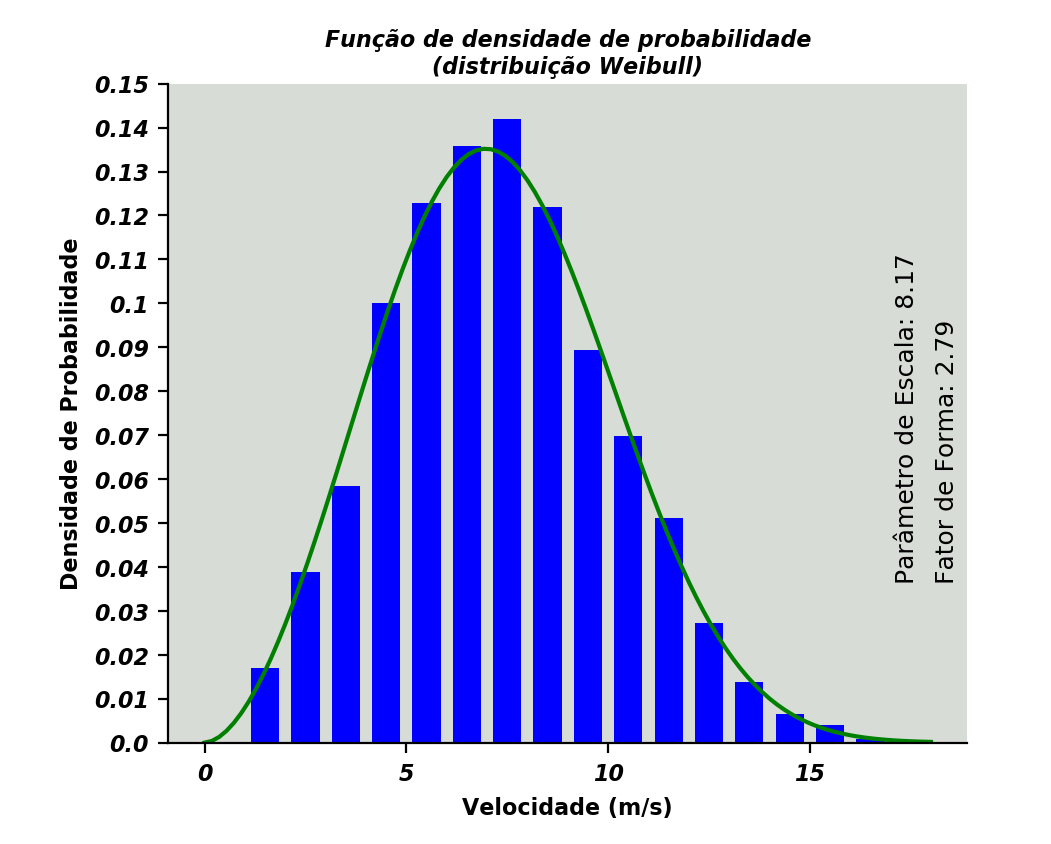 Função de densidade de probabilidade
(distribuição Weibull)
0.15
0.14
0.13
0.12
0.11
0.1
0.09
0.08
0.07
0.06
0.05
0.04
0.03
0.02
0.01
0.0
Densidade de Probabilidade
Parâmetro de Escala: 8.17
Fator de Forma: 2.79
0 5 10 15
Velocidade (m/s)